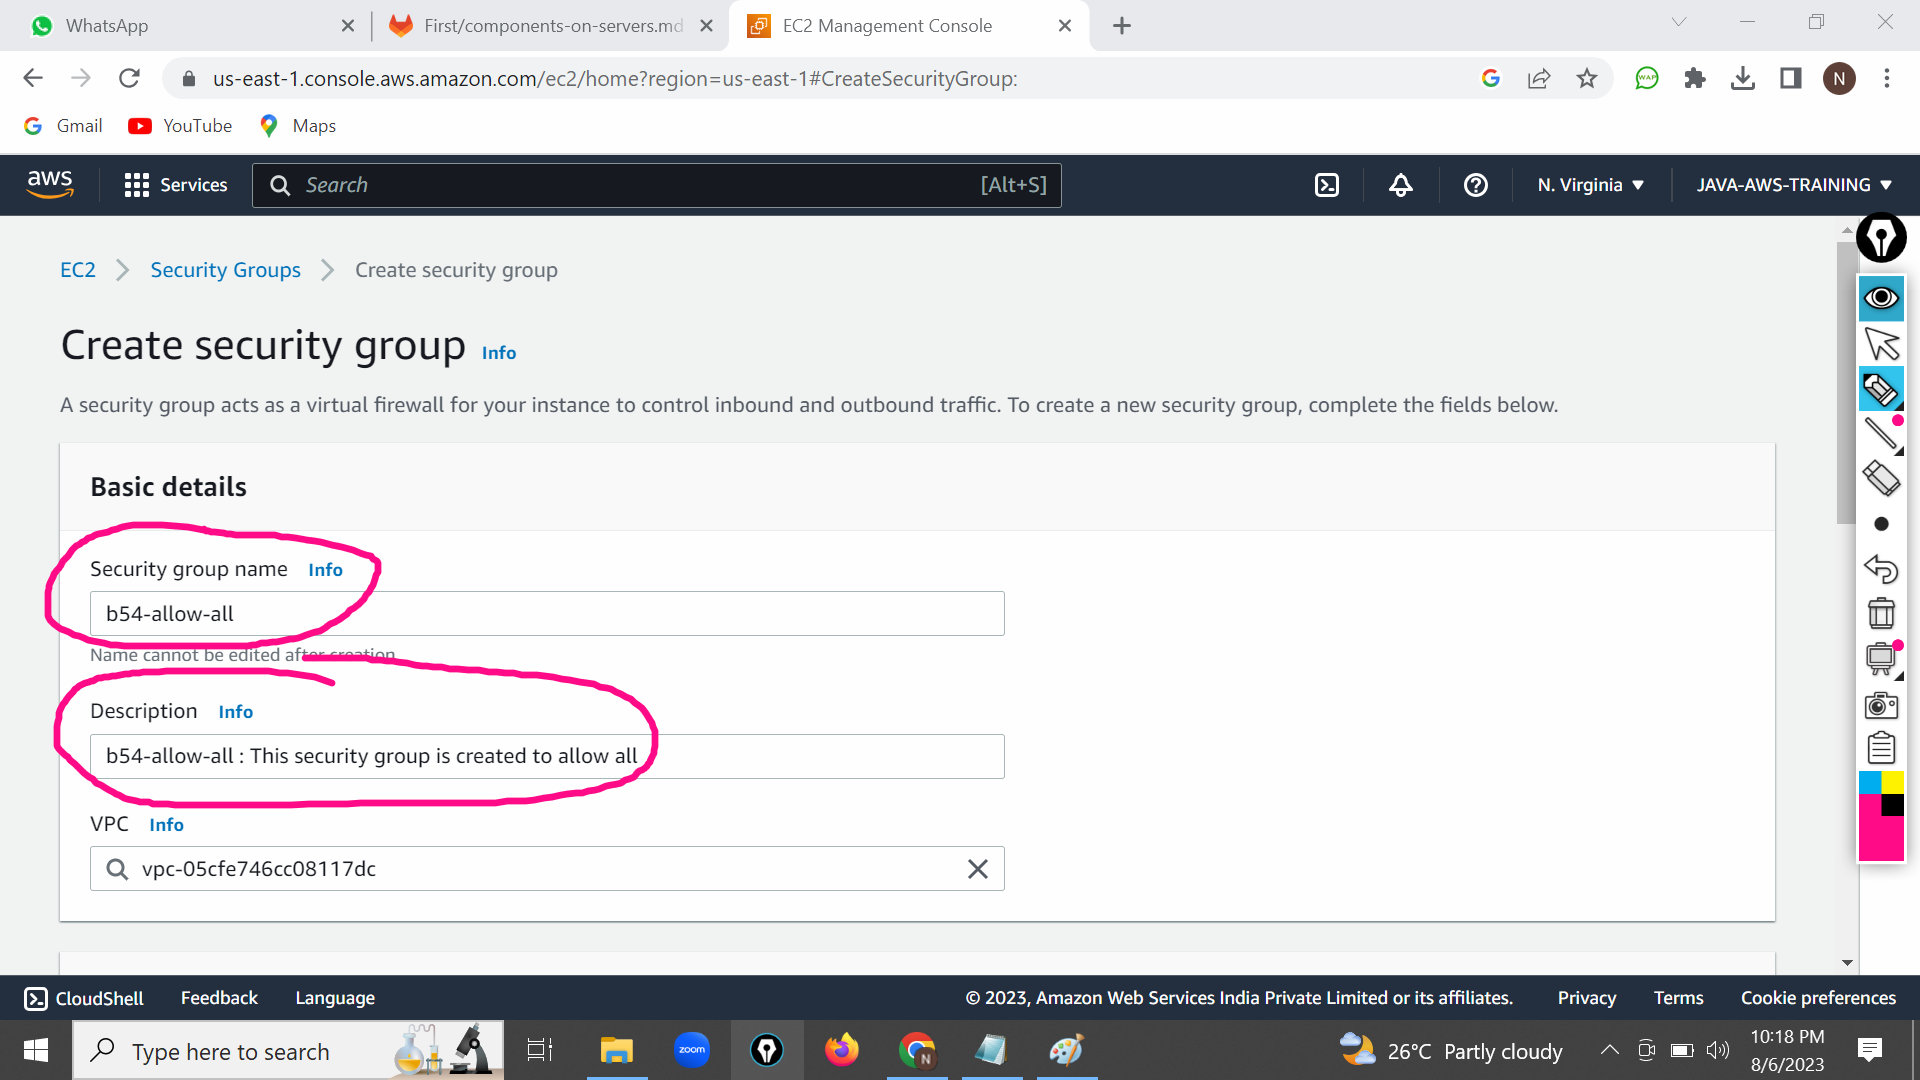 WhatsApp
First/components-on-servers.md
EC2 Management Console
us-east-1.console.aws.amazon.com/ec2/home?region=us-east-1#CreateSecurityGroup:
WAP
N
Gmail
YouTube
Maps
aws
Services
Search
[Alt+S]
N. Virginia
JAVA-AWS-TRAINING
EC2
Security Groups
Create security group
Create security group Info
A security group acts as a virtual firewall for your instance to control inbound and outbound traffic. To create a new security group, complete the fields below.
Basic details
Security group name Info
b54-allow-all
Name cannot be edited after creation.
Description Info
b54-allow-all : This security group is created to allow all
VPC Info
vpc-05cfe746cc08117dc
CloudShell
Feedback
Language
© 2023, Amazon Web Services India Private Limited or its affiliates.
Privacy
Terms
Cookie preferences
Type here to search
zoom
N
26°C Partly cloudy
10:18 PM
8/6/2023